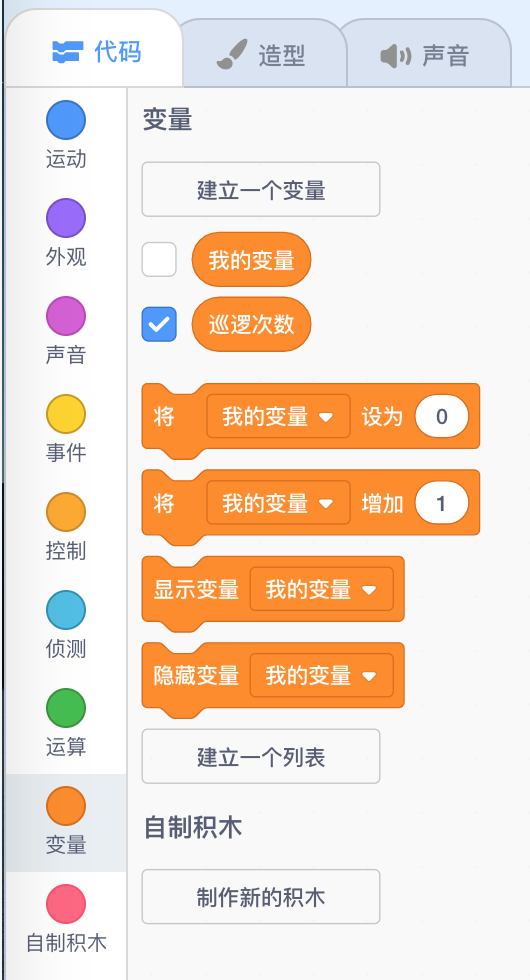 代码 造型 声音
运动
外观
声音
事件
控制
侦测
运算
变量
自制积木
变量
建立一个变量
我的变量
巡逻次数
将 我的变量 设为 0
将 我的变量 增加 1
显示变量 我的变量
隐藏变量 我的变量
建立一个列表
自制积木
制作新的积木